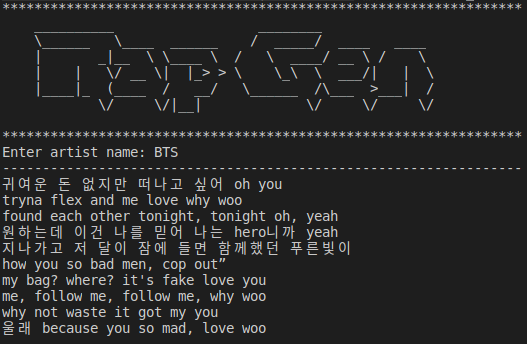 RapGen
Enter artist name: BTS
귀여운 돈 없지만 떠나고 싶어 oh you
tryna flex and me love why woo
found each other tonight, tonight oh, yeah
원하는데 이건 나를 믿어 나는 hero니까 yeah
지나가고 저 달이 잠에 들면 함께했던 푸른빛이
how you so bad men, cop out”
my bag? where? it's fake love you
me, follow me, follow me, why woo
why not waste it got my you
울래 because you so mad, love woo